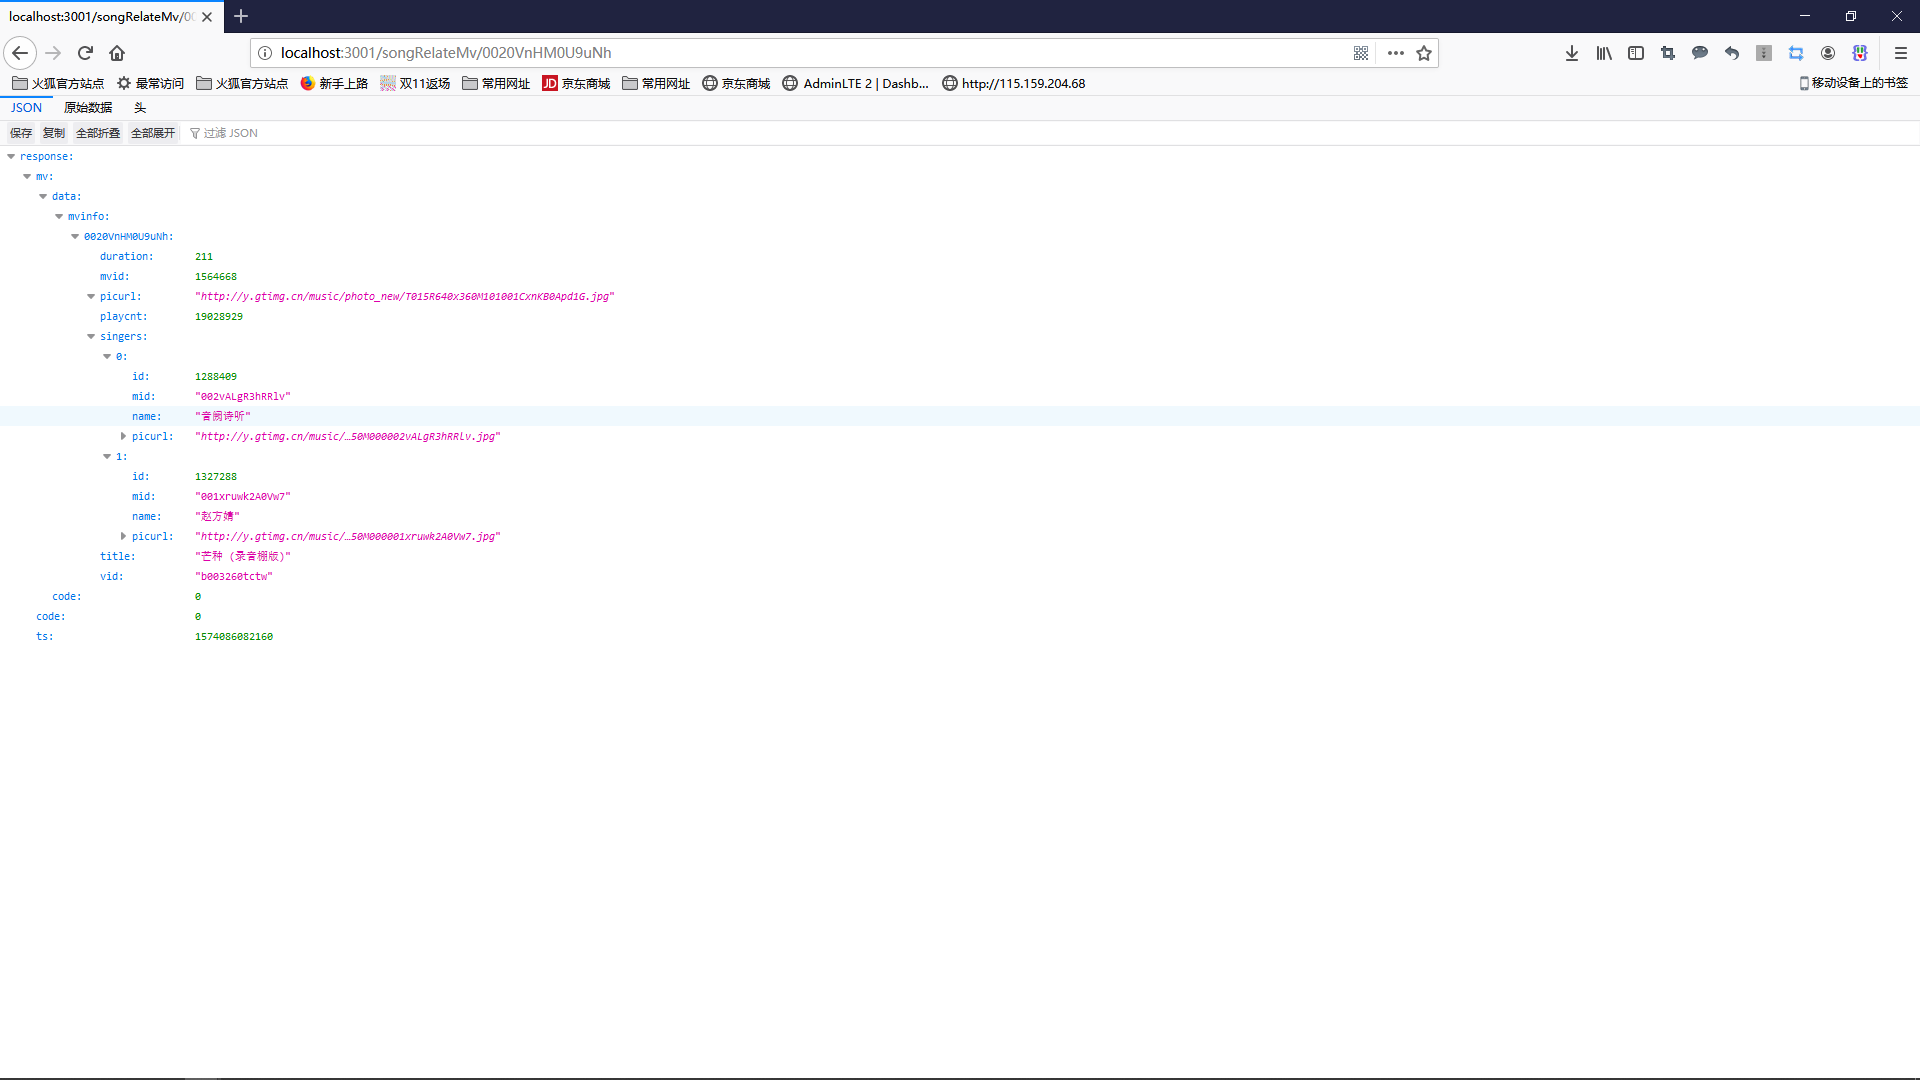 localhost:3001/songRelateMv/00
localhost:3001/songRelateMv/0020VnHM0U9uNh
火狐官方站点 最常访问 火狐官方站点 新手上路 双11返场 常用网址 JD 京东商城 常用网址 京东商城 AdminLTE 2 | Dashb... http://115.159.204.68 移动设备上的书签
JSON 原始数据 头
保存 复制 全部折叠 全部展开 过滤 JSON
response:
mv:
data:
mvinfo:
0020VnHM0U9uNh:
duration: 211
mvid: 1564668
picurl: "http://y.gtimg.cn/music/photo_new/T015R640x360M101001CxnKB0Apd1G.jpg"
playcnt: 19028929
singers:
0:
id: 1288409
mid: "002vALgR3hRRlv"
name: "音阙诗听"
picurl: "http://y.gtimg.cn/music/…50M000002vALgR3hRRlv.jpg"
1:
id: 1327288
mid: "001xruwk2A0Vw7"
name: "赵方婧"
picurl: "http://y.gtimg.cn/music/…50M000001xruwk2A0Vw7.jpg"
title: "芒种 (录音棚版)"
vid: "b003260tctw"
code: 0
code: 0
ts: 1574086082160